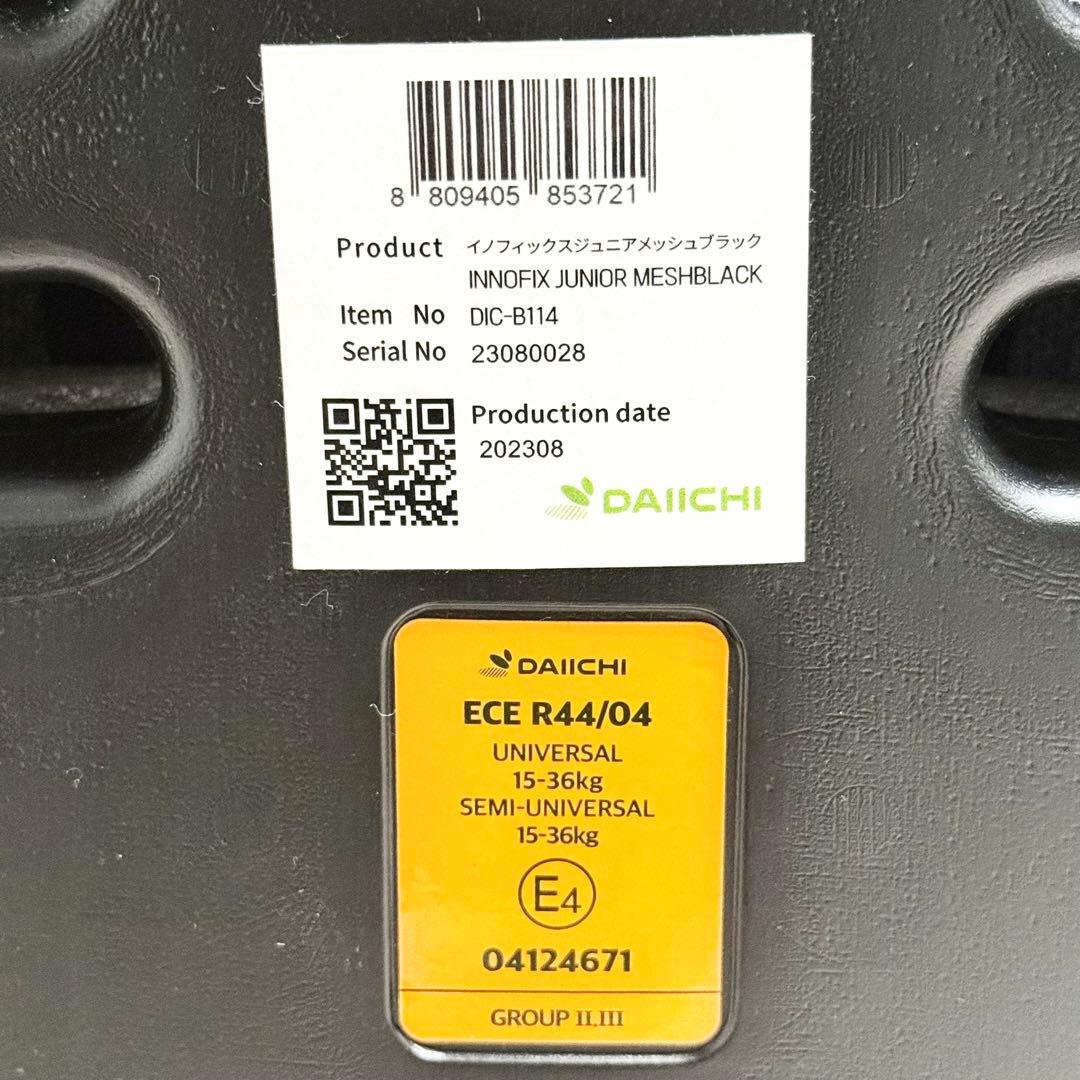 8 809405 853721
Product イノフィックスジュニアメッシュブラック
INNOFIX JUNIOR MESHBLACK
Item No DIC-B114
Serial No 23080028
Production date
202308
DAIICHI
DAIICHI
ECE R44/04
UNIVERSAL
15-36kg
SEMI-UNIVERSAL
15-36kg
E4
04124671
GROUP II,III